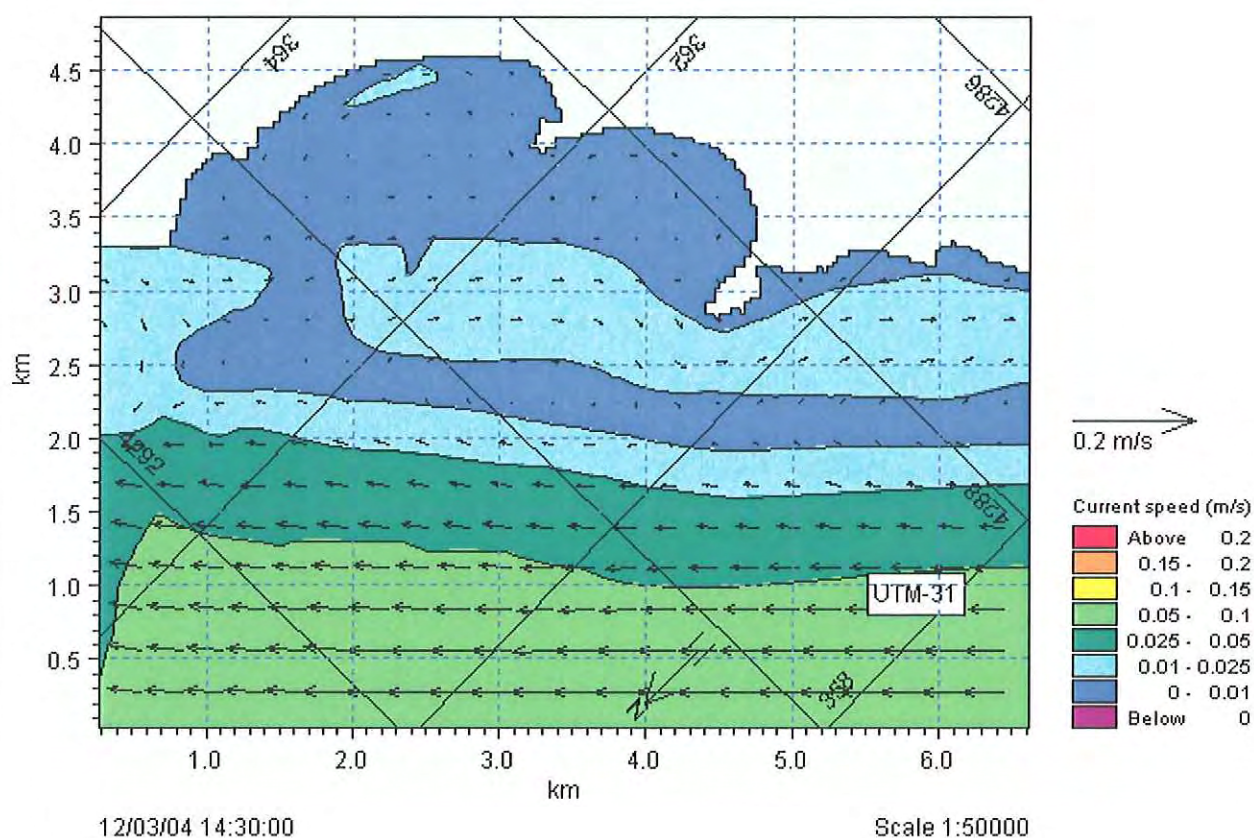 364
362
4286
4.5
4.0
3.5
3.0
2.5
2.0
1.5
1.0
0.5
km
4292
4288
UTM-31
358
N
1.0
2.0
3.0
4.0
5.0
6.0
km
12/03/04 14:30:00
Scale 1:50000
0.2 m/s
Current speed (m/s)
Above 0.2
0.15 - 0.2
0.1 - 0.15
0.05 - 0.1
0.025 - 0.05
0.01 - 0.025
0 - 0.01
Below 0